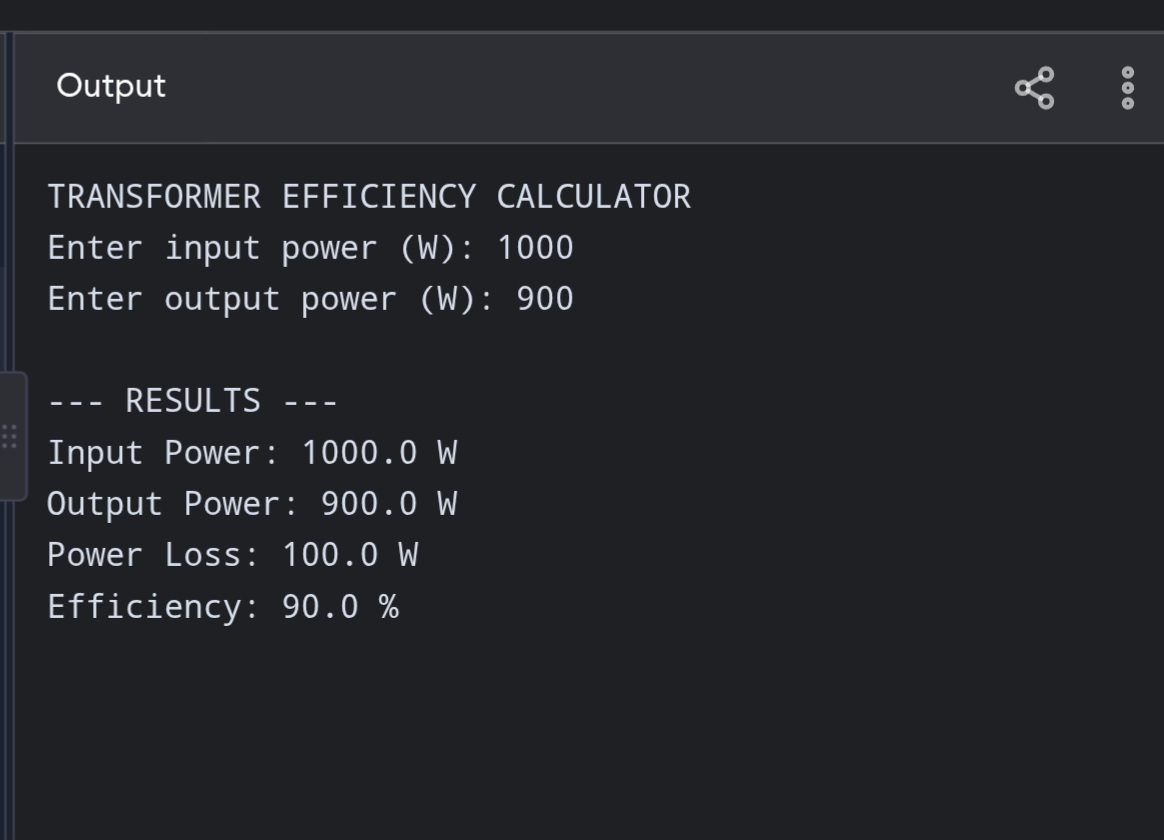 Output
TRANSFORMER EFFICIENCY CALCULATOR
Enter input power (W): 1000
Enter output power (W): 900
--- RESULTS ---
Input Power: 1000.0 W
Output Power: 900.0 W
Power Loss: 100.0 W
Efficiency: 90.0 %